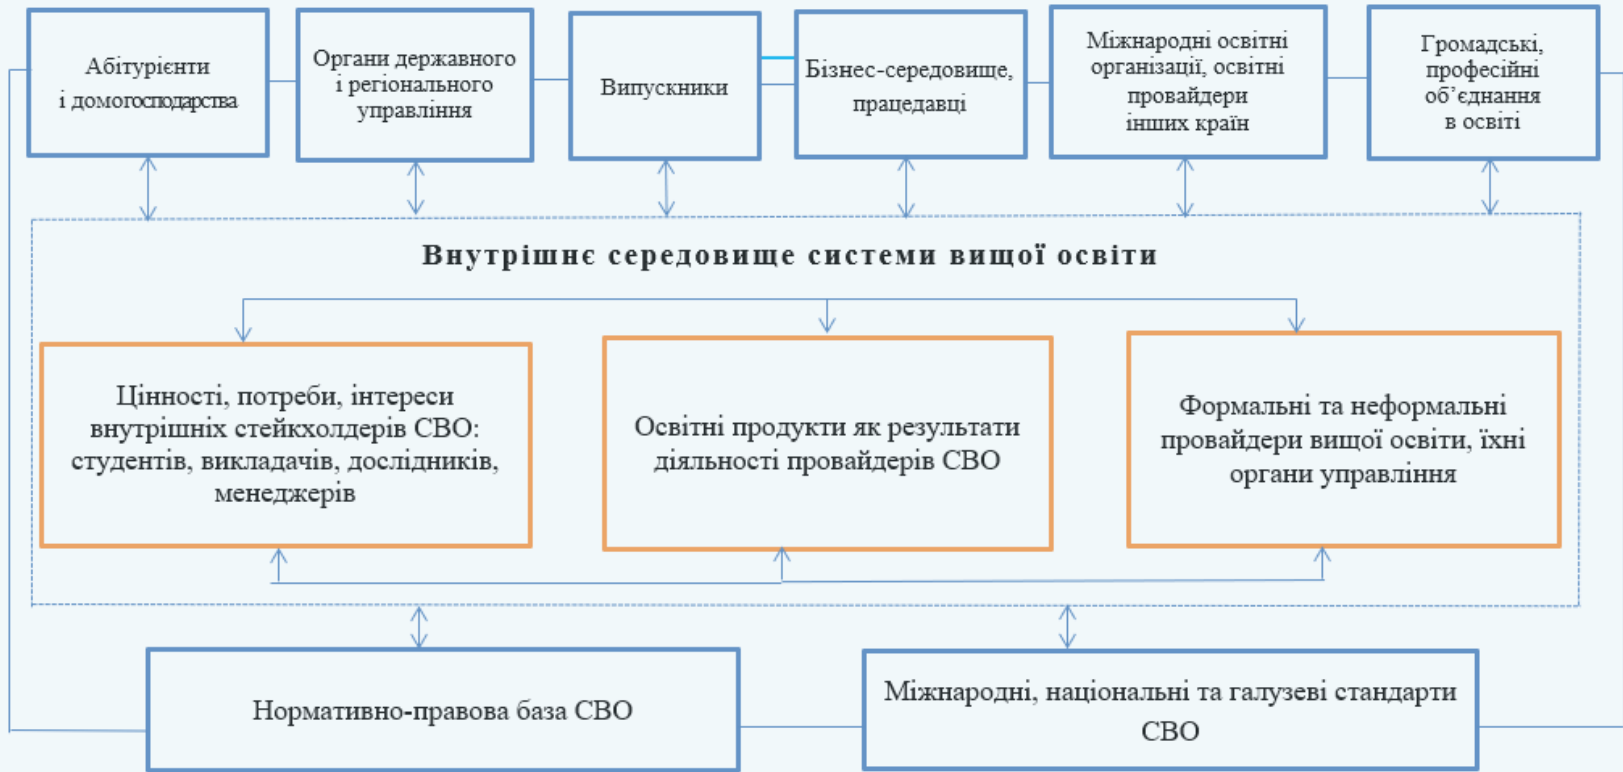 Абітурієнти
і домогосподарства
Органи державного
і регіонального
управління
Випускники
Бізнес-середовище,
працедавці
Міжнародні освітні
організації, освітні
провайдери
інших країн
Громадські,
професійні
об’єднання
в освіті
Внутрішнє середовище системи вищої освіти
Цінності, потреби, інтереси
внутрішніх стейкхолдерів СВО:
студентів, викладачів, дослідників,
менеджерів
Освітні продукти як результати
діяльності провайдерів СВО
Формальні та неформальні
провайдери вищої освіти, їхні
органи управління
Нормативно-правова база СВО
Міжнародні, національні та галузеві стандарти
СВО